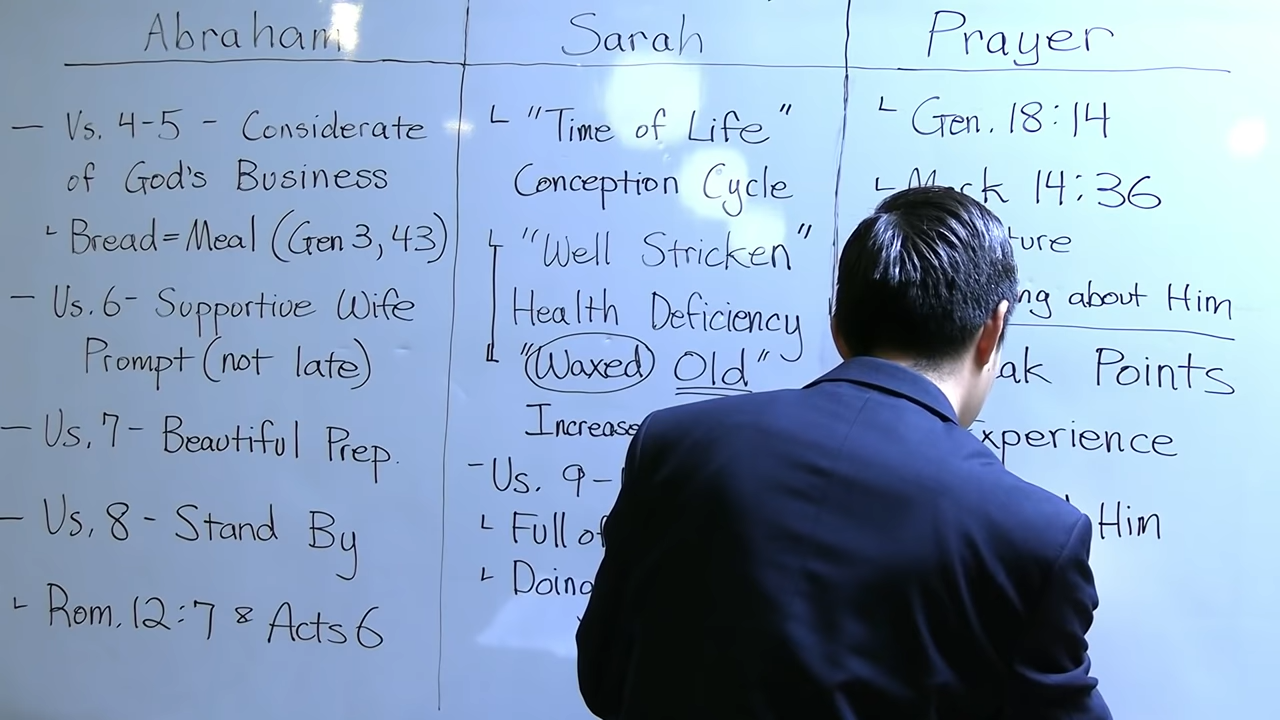 Abraham
— Vs. 4-5 - Considerate
of God's Business
└ Bread = Meal (Gen 3, 43)
— Vs. 6 - Supportive Wife
Prompt (not late)
— Vs. 7 - Beautiful Prep.
— Vs. 8 - Stand By
└ Rom. 12:7 & Acts 6
Sarah
└ "Time of Life"
Conception Cycle
"Well Stricken"
Health Deficiency
"Waxed Old"
- Vs. 9-
└ Full of
└ Doing
Prayer
└ Gen. 18:14
└ Mark 14:36
about Him
Points
Experience
Him